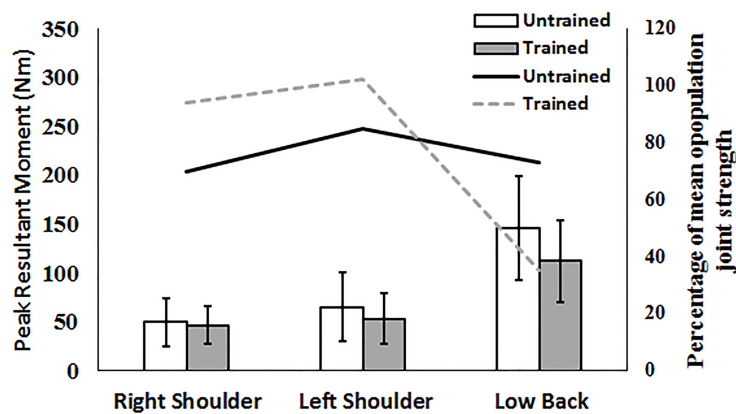 350
300
250
200
150
100
50
0
Peak Resultant Moment (Nm)
Untrained
Trained
Untrained
Trained
120
100
80
60
40
20
0
Percentage of mean opopulation
joint strength
Right Shoulder
Left Shoulder
Low Back